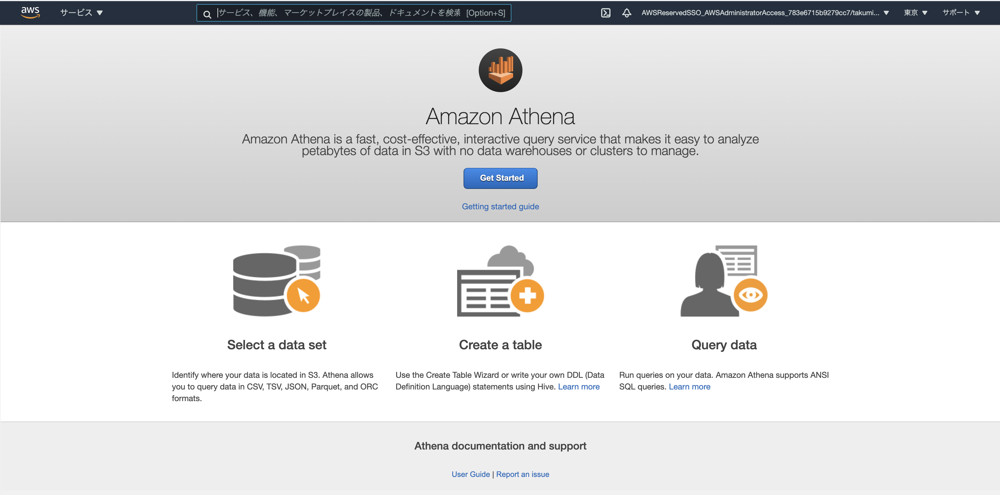 aws サービス サービス、機能、マーケットプレイスの製品、ドキュメントを検索 [Option+S] AWSReservedSSO_AWSAdministratorAccess_783e6715b9279cc7/takumi... 東京 サポート
Amazon Athena
Amazon Athena is a fast, cost-effective, interactive query service that makes it easy to analyze
petabytes of data in S3 with no data warehouses or clusters to manage.
Get Started
Getting started guide
Select a data set
Identify where your data is located in S3. Athena allows
you to query data in CSV, TSV, JSON, Parquet, and ORC
formats.
Create a table
Use the Create Table Wizard or write your own DDL (Data
Definition Language) statements using Hive. Learn more
Query data
Run queries on your data. Amazon Athena supports ANSI
SQL queries. Learn more
Athena documentation and support
User Guide | Report an issue